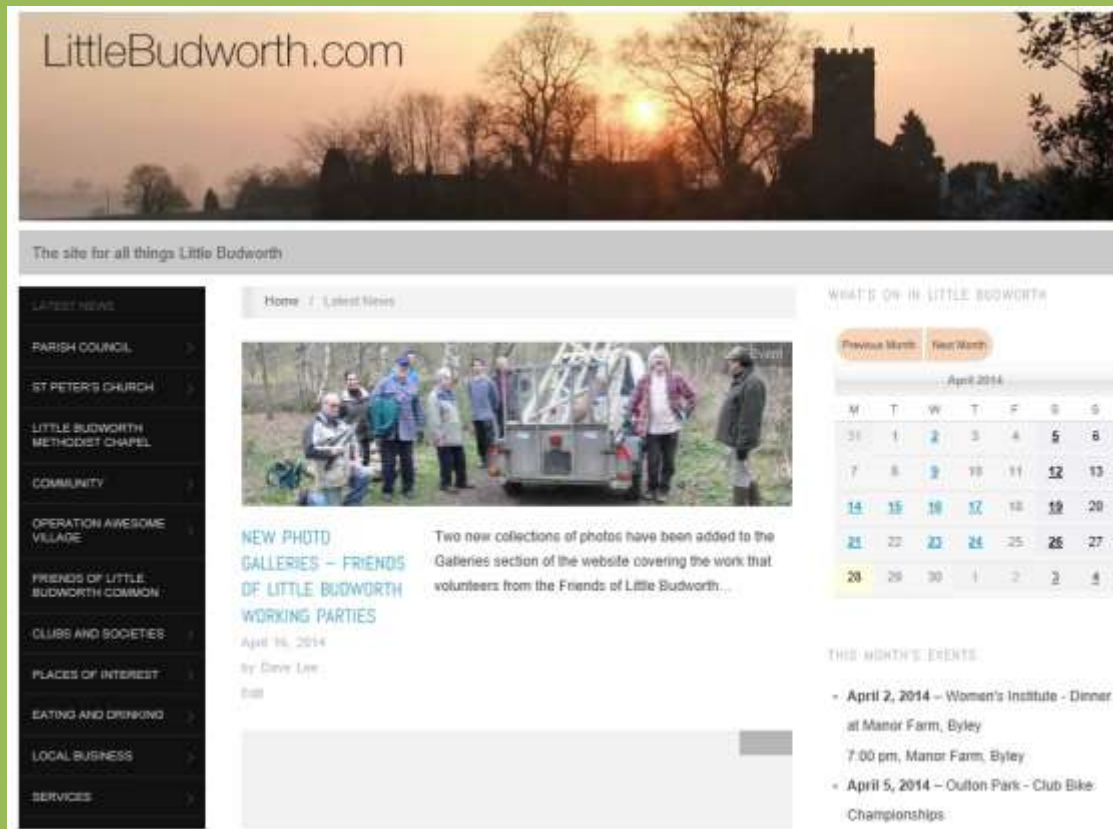 LittleBudworth.com
The site for all things Little Budworth
LATEST NEWS
PARISH COUNCIL
ST PETER'S CHURCH
LITTLE BUDWORTH
METHODIST CHAPEL
COMMUNITY
OPERATION AWESOME
VILLAGE
FRIENDS OF LITTLE
BUDWORTH COMMON
CLUBS AND SOCIETIES
PLACES OF INTEREST
EATING AND DRINKING
LOCAL BUSINESS
SERVICES
Home / Latest News
Event
NEW PHOTO
GALLERIES – FRIENDS
OF LITTLE BUDWORTH
WORKING PARTIES
April 16, 2014
by Dave Lee
Edit
Two new collections of photos have been added to the
Galleries section of the website covering the work that
volunteers from the Friends of Little Budworth...
WHAT'S ON IN LITTLE BUDWORTH
Previous Month Next Month
April 2014
M T W T F S S
31 1 2 3 4 5 6
7 8 9 10 11 12 13
14 15 16 17 18 19 20
21 22 23 24 25 26 27
28 29 30 1 2 3 4
THIS MONTH'S EVENTS
April 2, 2014 – Women's Institute - Dinner
at Manor Farm, Byley
7:00 pm, Manor Farm, Byley
April 5, 2014 – Oulton Park - Club Bike
Championships